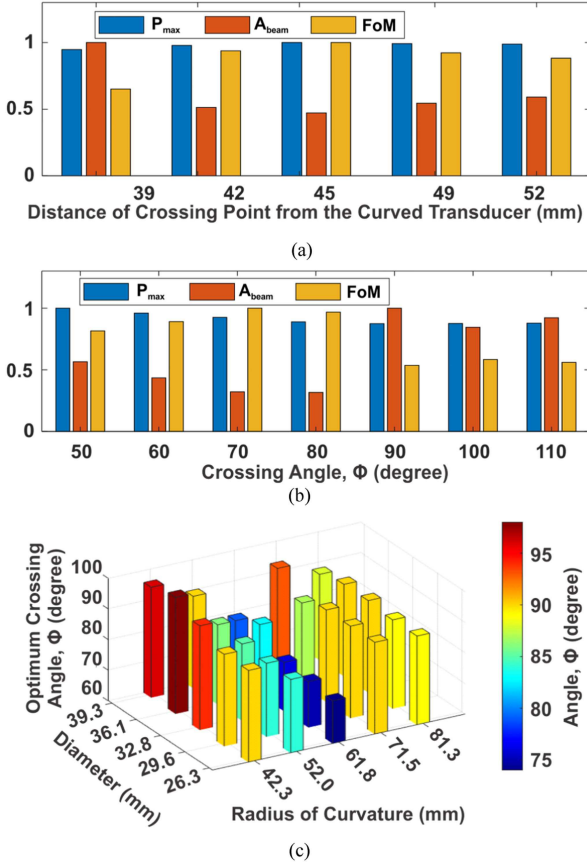 P_max A_beam FoM
1
0.5
0
39 42 45 49 52
Distance of Crossing Point from the Curved Transducer (mm)
(a)
P_max A_beam FoM
1
0.5
0
50 60 70 80 90 100 110
Crossing Angle, Φ (degree)
(b)
Optimum Crossing
Angle, Φ (degree)
100
90
80
70
60
39.3
36.1
32.8
29.6
26.3
Diameter (mm)
42.3
52.0
61.8
71.5
81.3
Radius of Curvature (mm)
95
90
85
80
75
Angle, Φ (degree)
(c)